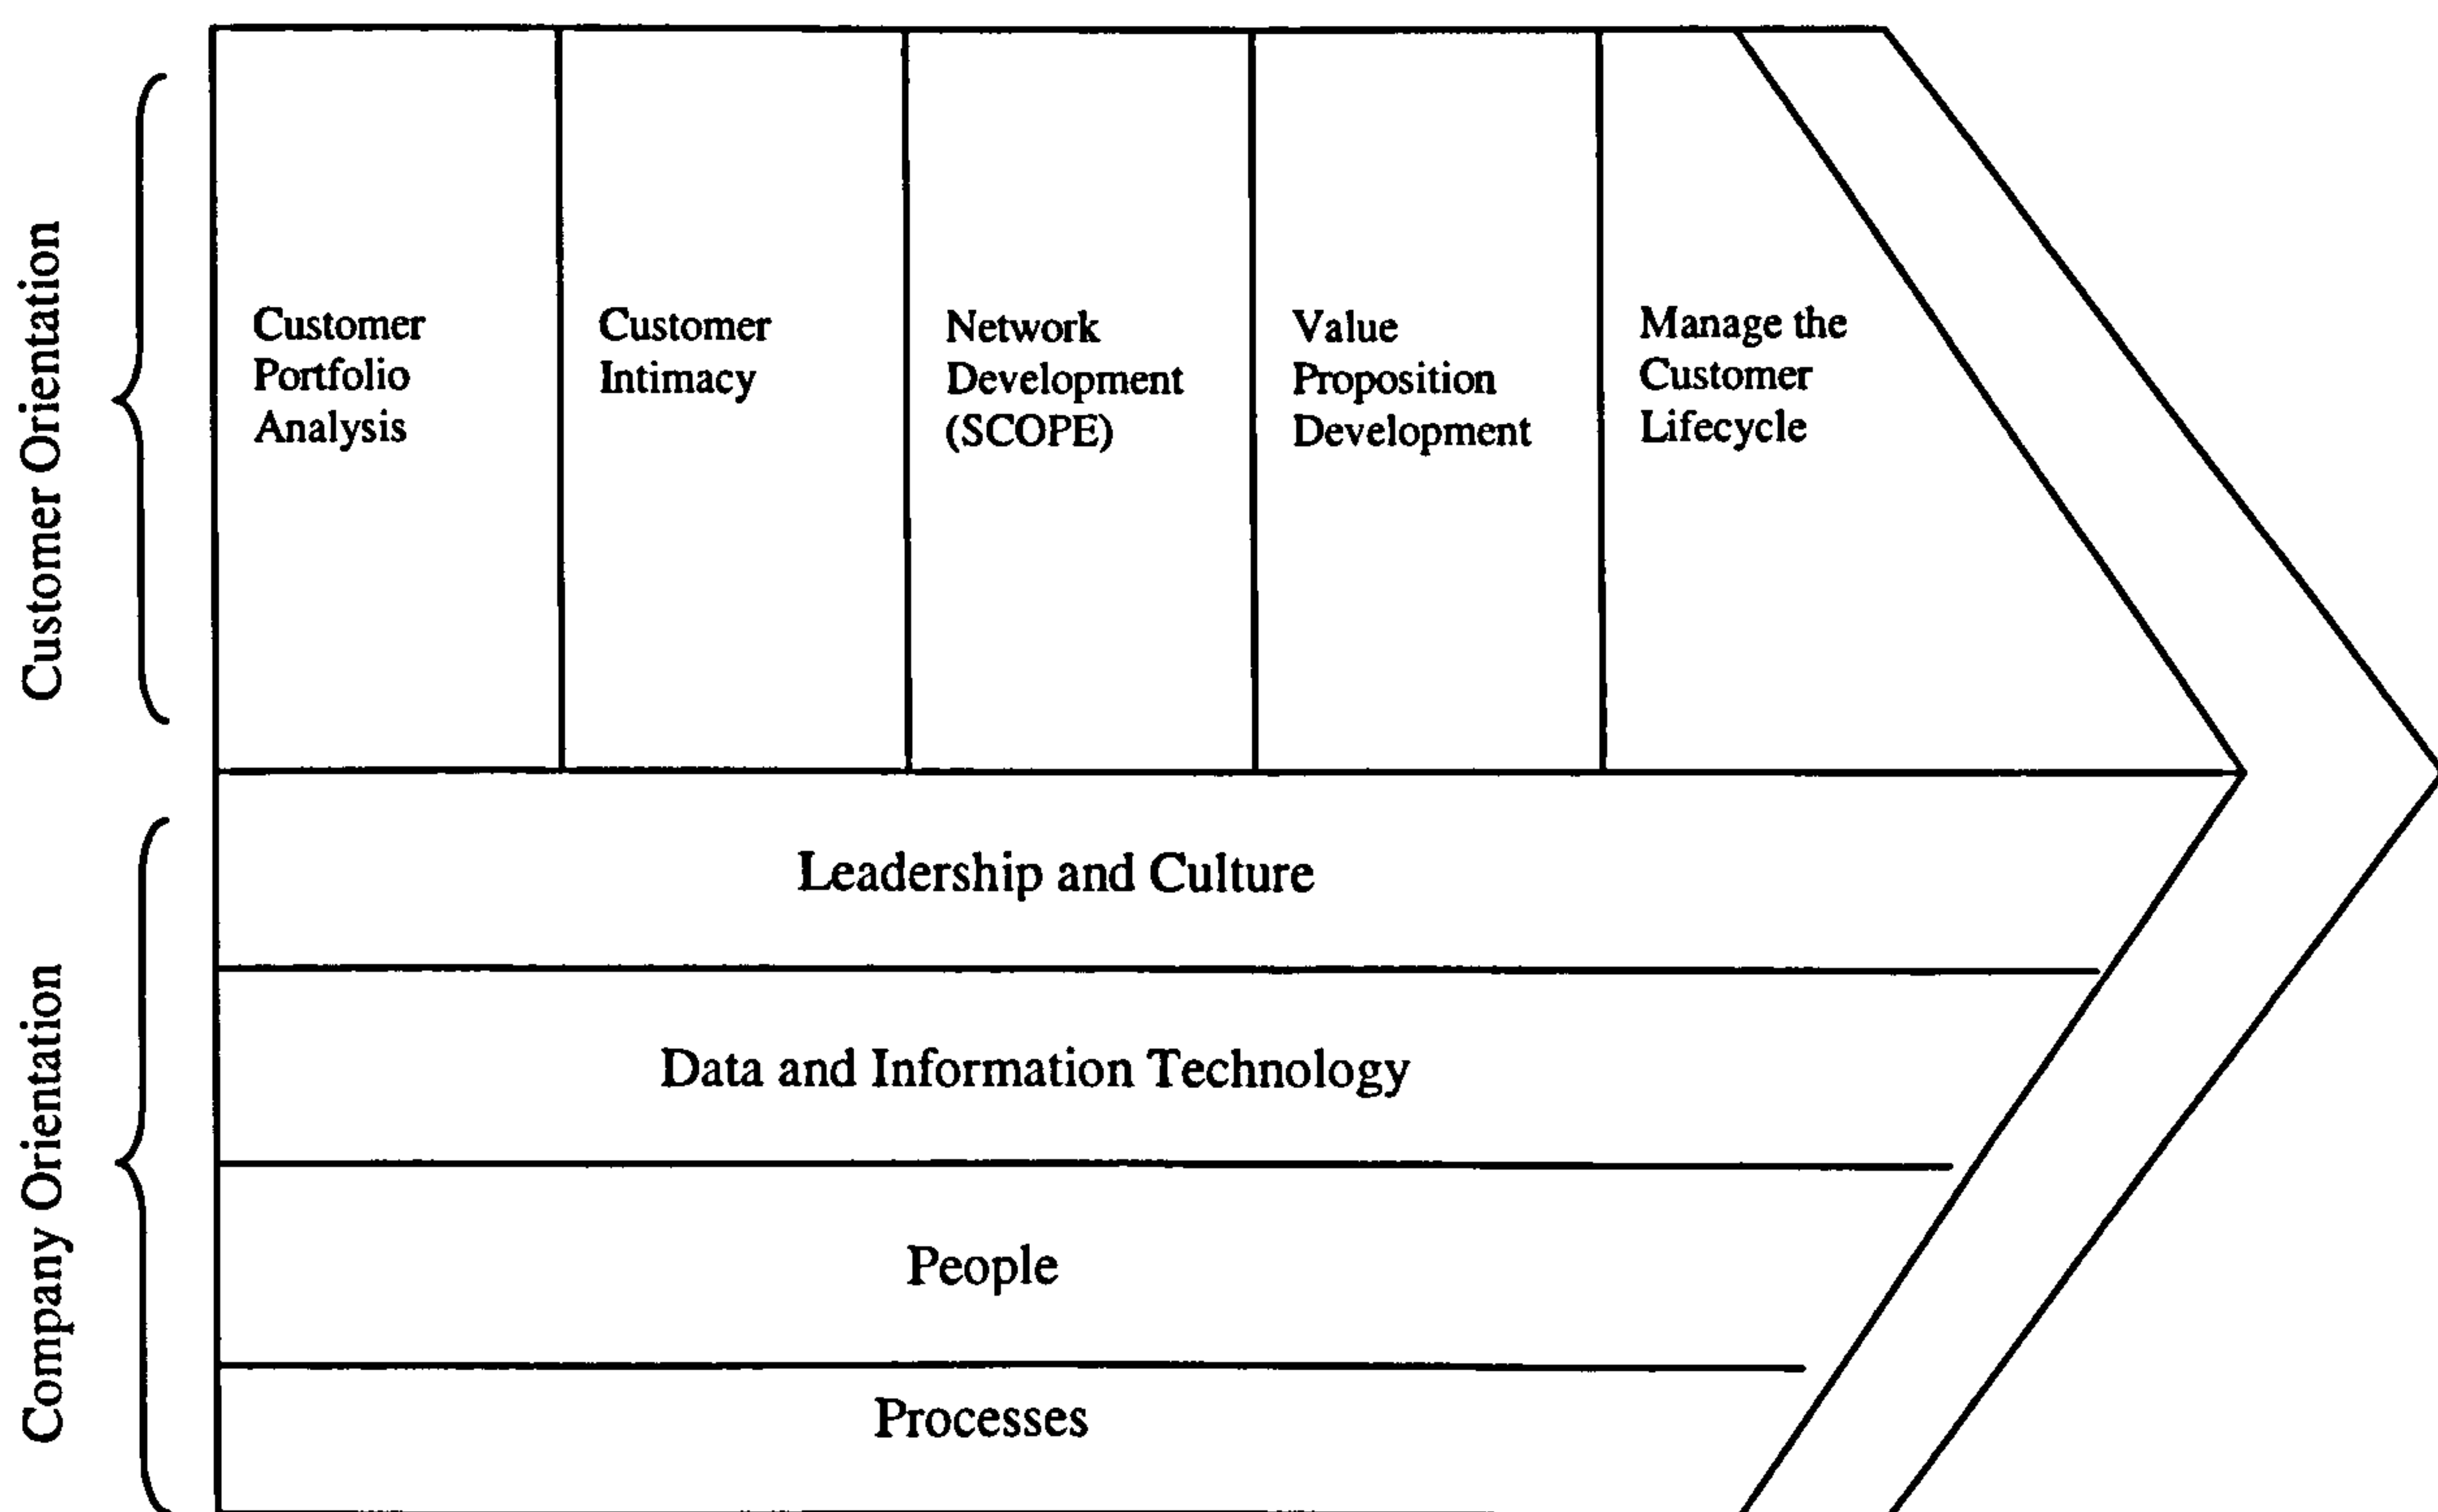 Customer Orientation
Customer
Portfolio
Analysis
Customer
Intimacy
Network
Development
(SCOPE)
Value
Proposition
Development
Manage the
Customer
Lifecycle
Company Orientation
Leadership and Culture
Data and Information Technology
People
Processes